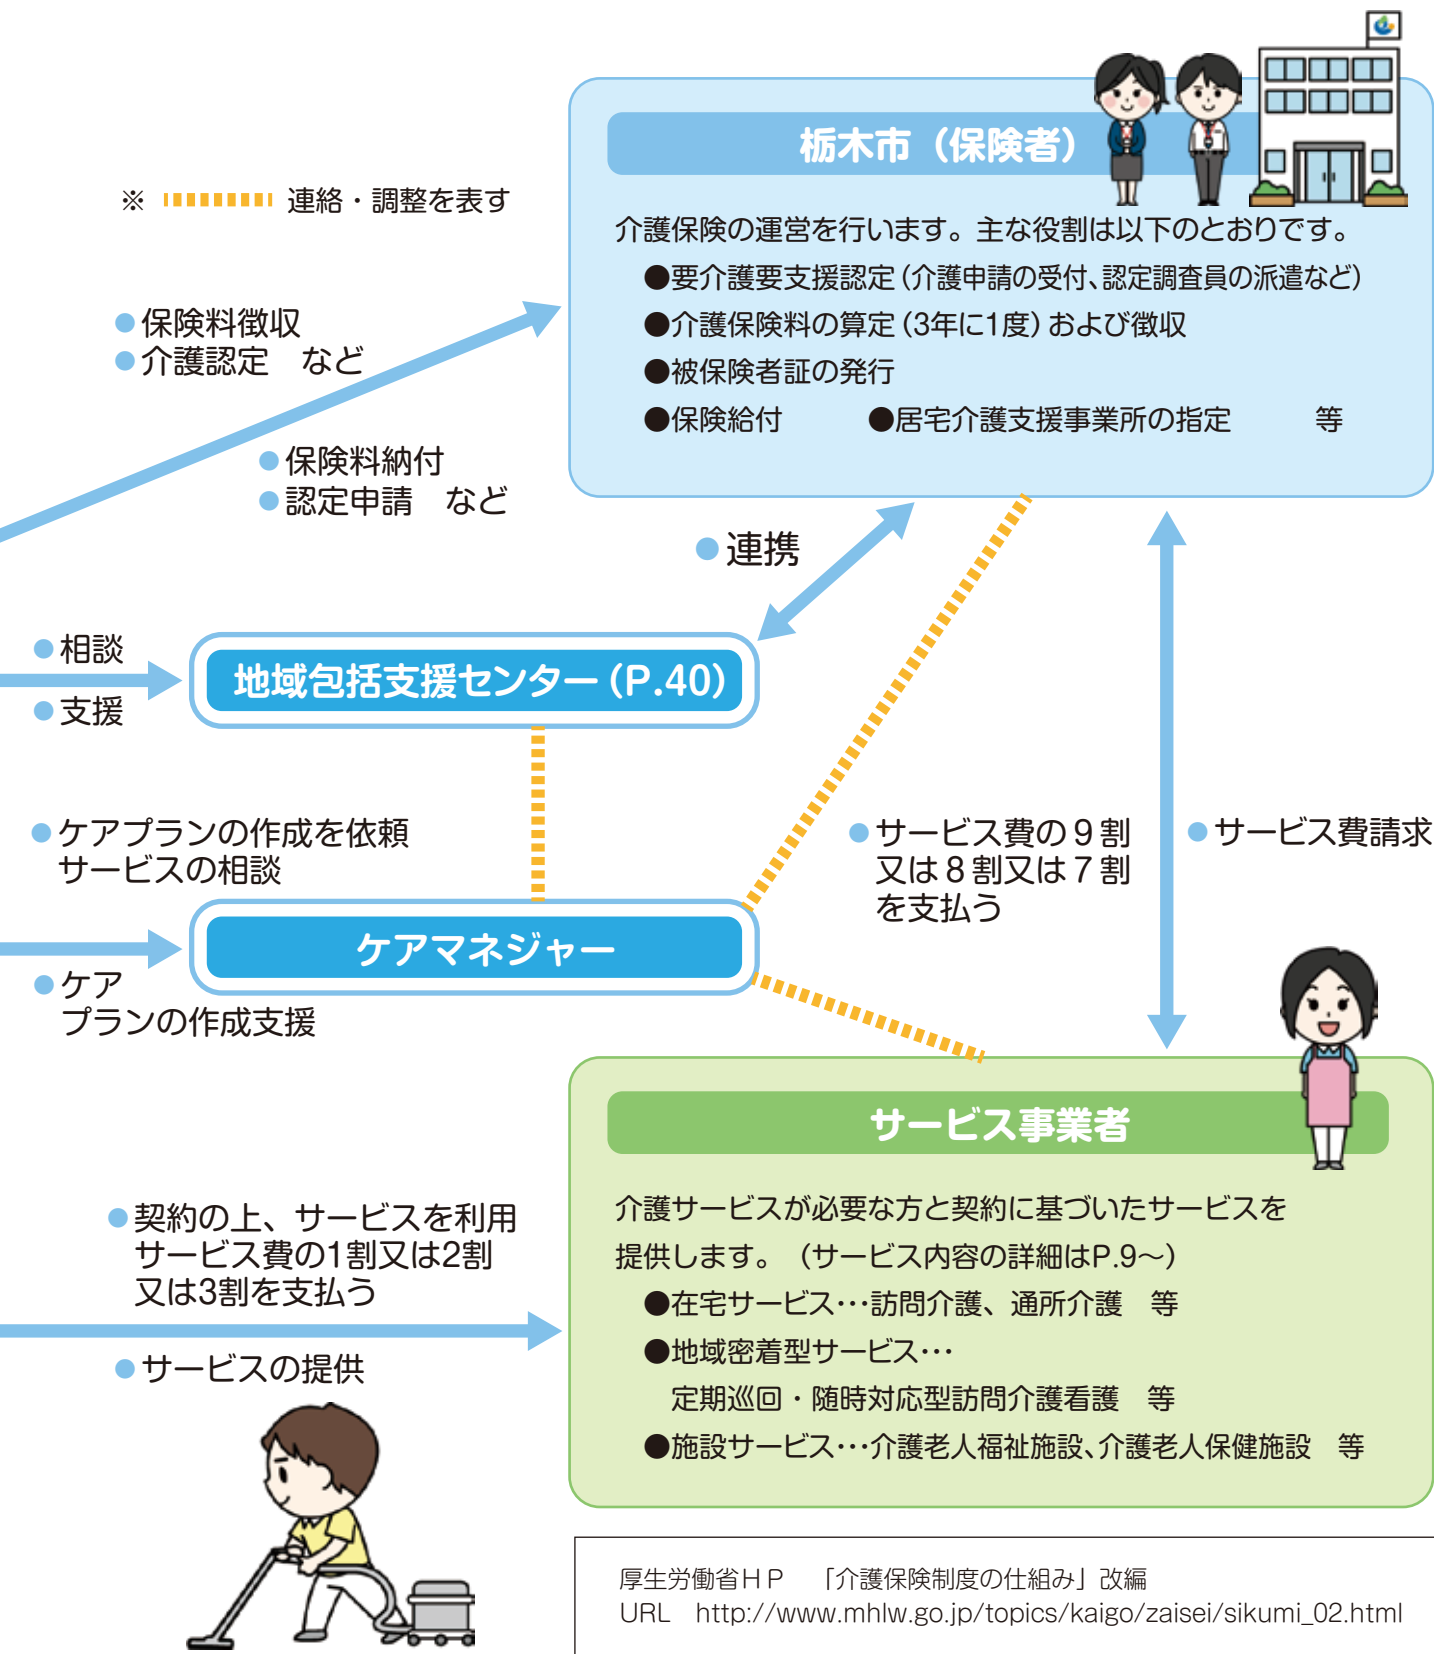 栃木市（保険者）
※ 連絡・調整を表す
介護保険の運営を行います。主な役割は以下のとおりです。
●要介護要支援認定（介護申請の受付、認定調査員の派遣など）
●介護保険料の算定（3年に1度）および徴収
●被保険者証の発行
●保険給付　●居宅介護支援事業所の指定　等
●保険料徴収
●介護認定　など
●保険料納付
●認定申請　など
●連携
●相談
地域包括支援センター（P.40）
●支援
●ケアプランの作成を依頼
サービスの相談
●サービス費の９割
又は８割又は７割
を支払う
●サービス費請求
ケアマネジャー
●ケア
プランの作成支援
サービス事業者
介護サービスが必要な方と契約に基づいたサービスを
提供します。（サービス内容の詳細はP.9～）
●在宅サービス…訪問介護、通所介護　等
●地域密着型サービス…
定期巡回・随時対応型訪問介護看護　等
●施設サービス…介護老人福祉施設、介護老人保健施設　等
●契約の上、サービスを利用
サービス費の1割又は2割
又は3割を支払う
●サービスの提供
厚生労働省ＨＰ　「介護保険制度の仕組み」改編
URL　http://www.mhlw.go.jp/topics/kaigo/zaisei/sikumi_02.html